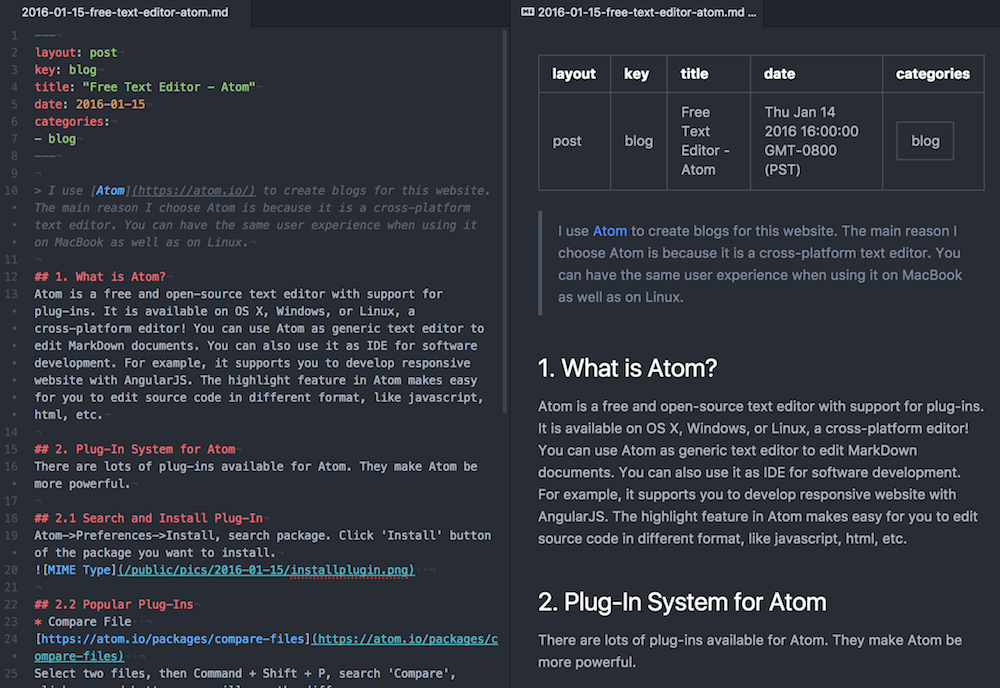 2016-01-15-free-text-editor-atom.md
1 ---
2 layout: post
3 key: blog
4 title: "Free Text Editor - Atom"
5 date: 2016-01-15
6 categories:
7 - blog
8 ---
9
10 > I use [Atom](https://atom.io/) to create blogs for this website.
The main reason I choose Atom is because it is a cross-platform
text editor. You can have the same user experience when using it
on MacBook as well as on Linux.
11
12 ## 1. What is Atom?
13 Atom is a free and open-source text editor with support for
plug-ins. It is available on OS X, Windows, or Linux, a
cross-platform editor! You can use Atom as generic text editor to
edit MarkDown documents. You can also use it as IDE for software
development. For example, it supports you to develop responsive
website with AngularJS. The highlight feature in Atom makes easy
for you to edit source code in different format, like javascript,
html, etc.
14
15 ## 2. Plug-In System for Atom
16 There are lots of plug-ins available for Atom. They make Atom be
more powerful.
17
18 ## 2.1 Search and Install Plug-In
19 Atom->Preferences->Install, search package. Click 'Install' button
of the package you want to install.
20 ![MIME Type](/public/pics/2016-01-15/installplugin.png)
21
22 ## 2.2 Popular Plug-Ins
23 * Compare File
24 [https://atom.io/packages/compare-files](https://atom.io/packages/c
ompare-files)
25 Select two files, then Command + Shift + P, search 'Compare',
2016-01-15-free-text-editor-atom.md ...
layout key title date categories
post blog Free Text Editor - Atom Thu Jan 14 2016 16:00:00 GMT-0800 (PST) blog
I use Atom to create blogs for this website. The main reason I
choose Atom is because it is a cross-platform text editor. You
can have the same user experience when using it on MacBook
as well as on Linux.
1. What is Atom?
Atom is a free and open-source text editor with support for plug-ins.
It is available on OS X, Windows, or Linux, a cross-platform editor!
You can use Atom as generic text editor to edit MarkDown
documents. You can also use it as IDE for software development.
For example, it supports you to develop responsive website with
AngularJS. The highlight feature in Atom makes easy for you to edit
source code in different format, like javascript, html, etc.
2. Plug-In System for Atom
There are lots of plug-ins available for Atom. They make Atom be
more powerful.